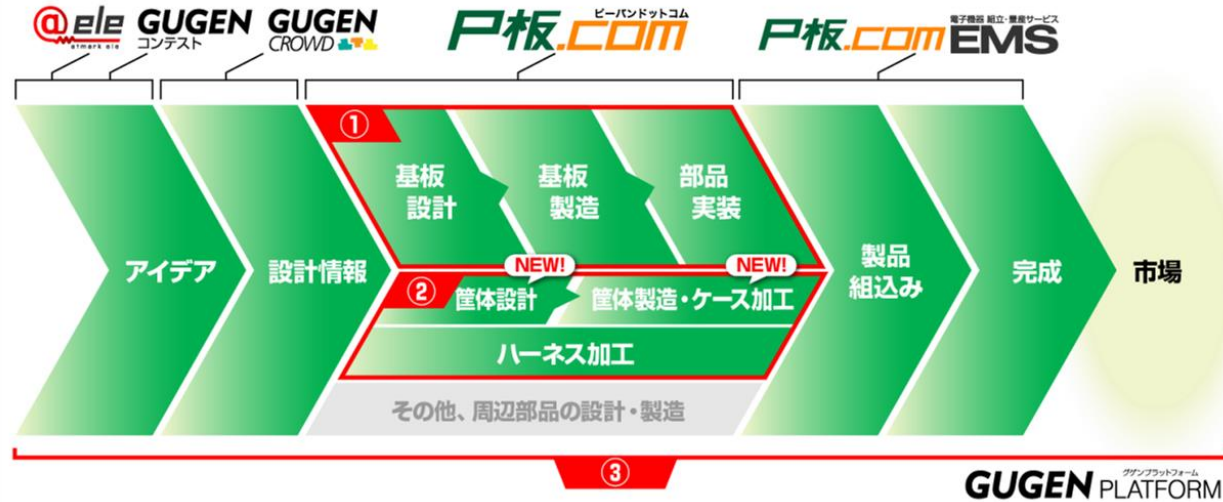 @ele
atmark ele
GUGEN
コンテスト
GUGEN
CROWD
ピーバンドットコム
P板.COM
P板.COM
電子機器 組立・量産サービス
EMS
①
基板
設計
基板
製造
部品
実装
アイデア
設計情報
NEW!
NEW!
②
筐体設計
筐体製造・ケース加工
ハーネス加工
その他、周辺部品の設計・製造
製品
組込み
完成
市場
③
グゲンプラットフォーム
GUGEN PLATFORM